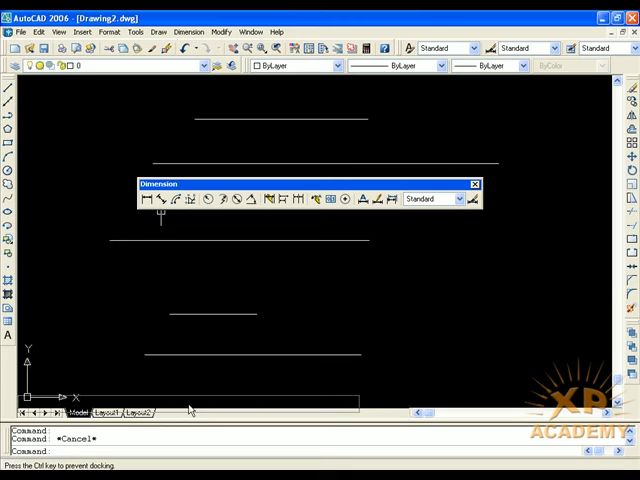 AutoCAD 2006 - [Drawing2.dwg]
File Edit View Insert Format Tools Draw Dimension Modify Window Help
Standard Standard Standard
0 ByLayer ByLayer ByLayer ByColor
Dimension
Standard
Y
X
Model Layout1 Layout2
XP
ACADEMY
Command:
Command: *Cancel*
Command:
Press the Ctrl key to prevent docking.